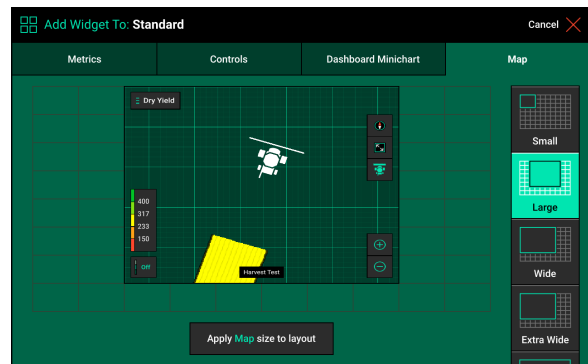 Add Widget To: Standard
Cancel
Metrics
Controls
Dashboard Minichart
Map
Dry Yield
400
317
233
150
Off
Harvest Test
Small
Large
Wide
Extra Wide
Apply Map size to layout